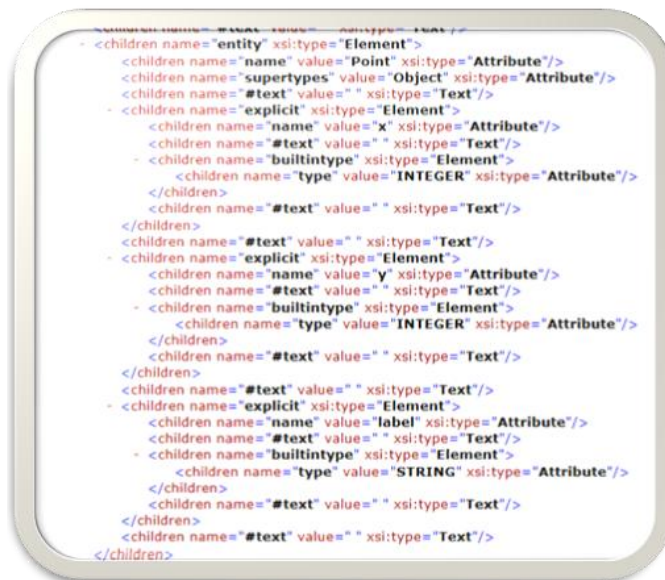 <children name="#text" value=" " xsi:type="Text"/>
- <children name="entity" xsi:type="Element">
<children name="name" value="Point" xsi:type="Attribute"/>
<children name="supertypes" value="Object" xsi:type="Attribute"/>
<children name="#text" value=" " xsi:type="Text"/>
- <children name="explicit" xsi:type="Element">
<children name="name" value="x" xsi:type="Attribute"/>
<children name="#text" value=" " xsi:type="Text"/>
- <children name="builtintype" xsi:type="Element">
<children name="type" value="INTEGER" xsi:type="Attribute"/>
</children>
<children name="#text" value=" " xsi:type="Text"/>
</children>
<children name="#text" value=" " xsi:type="Text"/>
- <children name="explicit" xsi:type="Element">
<children name="name" value="y" xsi:type="Attribute"/>
<children name="#text" value=" " xsi:type="Text"/>
- <children name="builtintype" xsi:type="Element">
<children name="type" value="INTEGER" xsi:type="Attribute"/>
</children>
<children name="#text" value=" " xsi:type="Text"/>
</children>
<children name="#text" value=" " xsi:type="Text"/>
- <children name="explicit" xsi:type="Element">
<children name="name" value="label" xsi:type="Attribute"/>
<children name="#text" value=" " xsi:type="Text"/>
- <children name="builtintype" xsi:type="Element">
<children name="type" value="STRING" xsi:type="Attribute"/>
</children>
<children name="#text" value=" " xsi:type="Text"/>
</children>
<children name="#text" value=" " xsi:type="Text"/>
</children>